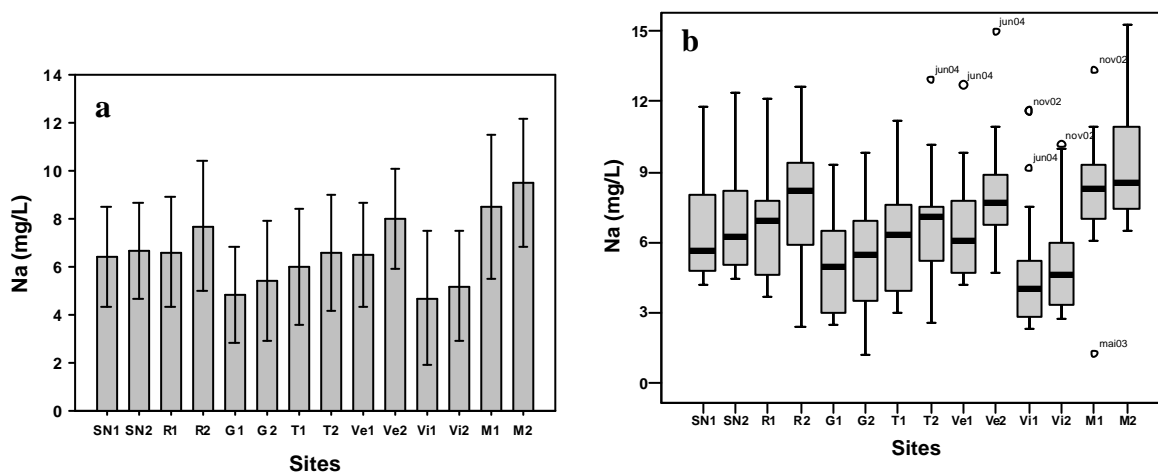 a
14
12
10
8
6
4
2
0
Na (mg/L)
SN1 SN2 R1 R2 G1 G2 T1 T2 Ve1 Ve2 Vi1 Vi2 M1 M2
Sites
b
15
12
9
6
3
0
Na (mg/L)
jun04
jun04
jun04
nov02
nov02
nov02
jun04
mai03
SN1 SN2 R1 R2 G1 G2 T1 T2 Ve1 Ve2 Vi1 Vi2 M1 M2
Sites